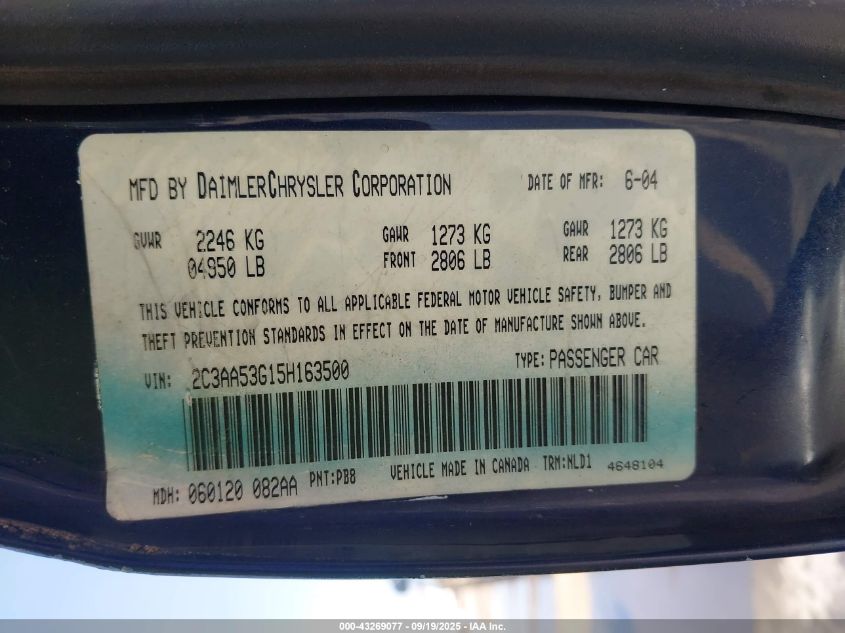 MFD BY DAIMLERCHRYSLER CORPORATION DATE OF MFR: 6-04
GVWR 2246 KG GAWR 1273 KG GAWR 1273 KG
04950 LB FRONT 2806 LB REAR 2806 LB
THIS VEHICLE CONFORMS TO ALL APPLICABLE FEDERAL MOTOR VEHICLE SAFETY, BUMPER AND
THEFT PREVENTION STANDARDS IN EFFECT ON THE DATE OF MANUFACTURE SHOWN ABOVE.
VIN: 2C3AA53G15H163500 TYPE: PASSENGER CAR
MDH: 060120 082AA PNT:PB8 VEHICLE MADE IN CANADA TRM:NLD1 4648104
000-43269077 - 09/19/2025 - IAA Inc.